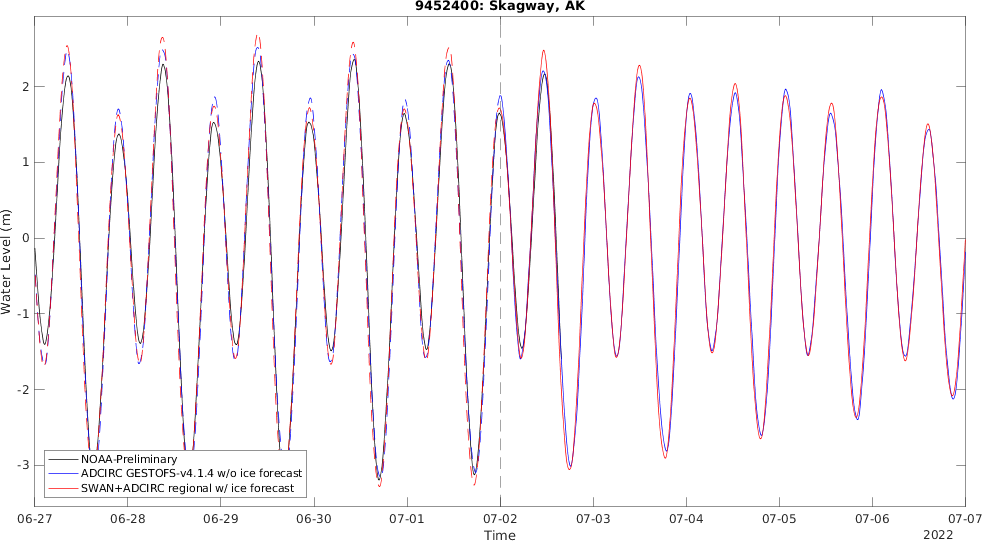 9452400: Skagway, AK
Water Level (m)
2
1
0
-1
-2
-3
NOAA-Preliminary
ADCIRC GESTOFS-v4.1.4 w/o ice forecast
SWAN+ADCIRC regional w/ ice forecast
06-27 06-28 06-29 06-30 07-01 07-02 07-03 07-04 07-05 07-06 07-07
Time
2022